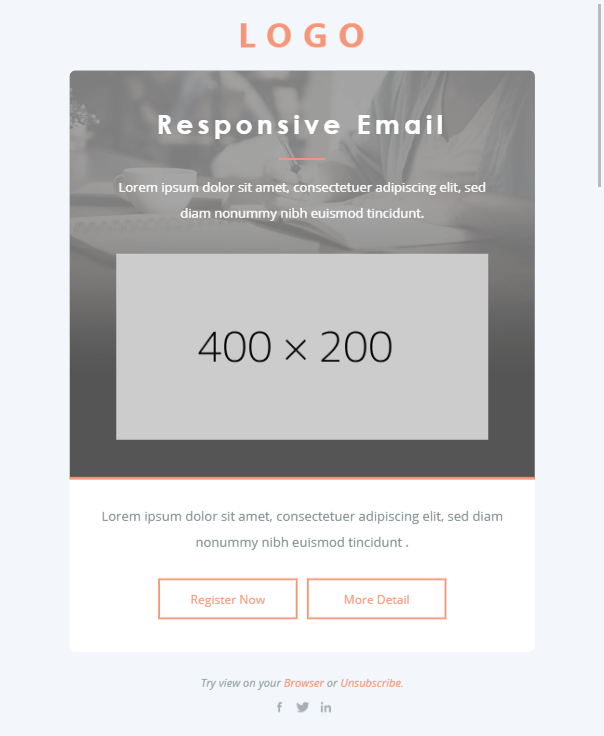 LOGO
Responsive Email
Lorem ipsum dolor sit amet, consectetuer adipiscing elit, sed
diam nonummy nibh euismod tincidunt.
400 × 200
Lorem ipsum dolor sit amet, consectetuer adipiscing elit, sed diam
nonummy nibh euismod tincidunt .
Register Now
More Detail
Try view on your Browser or Unsubscribe.